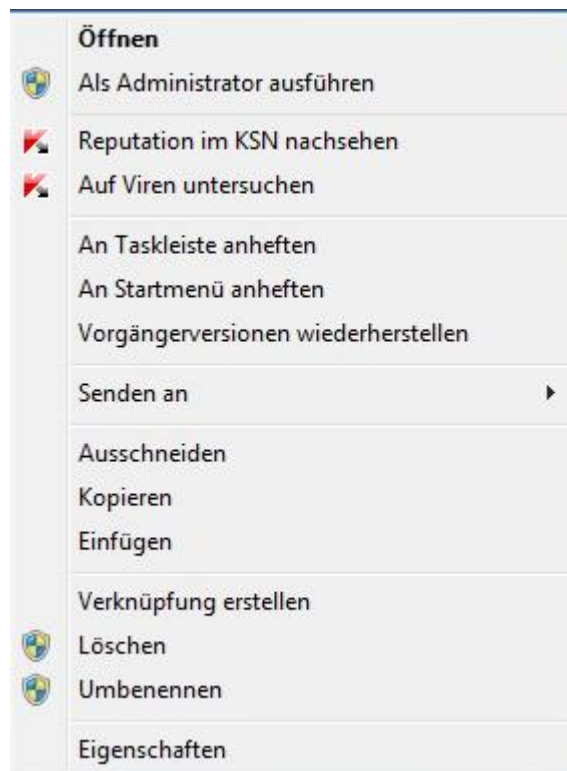 Öffnen
Als Administrator ausführen
Reputation im KSN nachsehen
Auf Viren untersuchen
An Taskleiste anheften
An Startmenü anheften
Vorgängerversionen wiederherstellen
Senden an
Ausschneiden
Kopieren
Einfügen
Verknüpfung erstellen
Löschen
Umbenennen
Eigenschaften